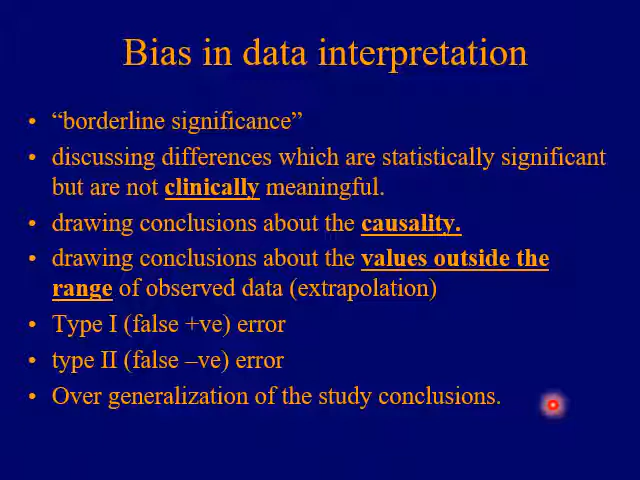 Bias in data interpretation
• “borderline significance”
• discussing differences which are statistically significant
but are not clinically meaningful.
• drawing conclusions about the causality.
• drawing conclusions about the values outside the
range of observed data (extrapolation)
• Type I (false +ve) error
• type II (false –ve) error
• Over generalization of the study conclusions.